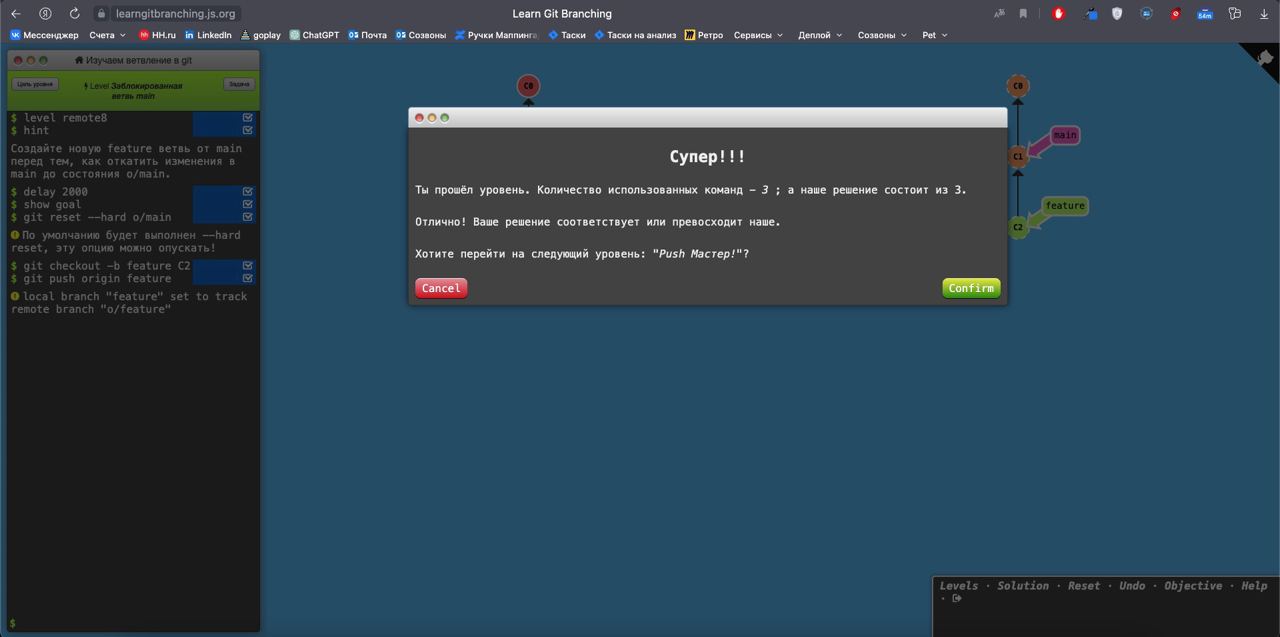 learngitbranching.js.org
Learn Git Branching
Мессенджер Счета hh HH.ru in LinkedIn goplay ChatGPT Почта Созвоны Ручки Маппинга Таски Таски на анализ Ретро Сервисы Деплой Созвоны Pet
54m
Изучаем ветвление в git
Цель уровня
Level Заблокированная
ветвь main
Задача
$ level remote8
$ hint
Создайте новую feature ветвь от main
перед тем, как откатить изменения в
main до состояния o/main.
$ delay 2000
$ show goal
$ git reset --hard o/main
По умолчанию будет выполнен --hard
reset, эту опцию можно опускать!
$ git checkout -b feature C2
$ git push origin feature
local branch "feature" set to track
remote branch "o/feature"
$
C0
Супер!!!
Ты прошёл уровень. Количество использованных команд - 3 ; а наше решение состоит из 3.
Отлично! Ваше решение соответствует или превосходит наше.
Хотите перейти на следующий уровень: "Push Мастер!"?
Cancel
Confirm
C0
main
C1
feature
C2
Levels · Solution · Reset · Undo · Objective · Help
·